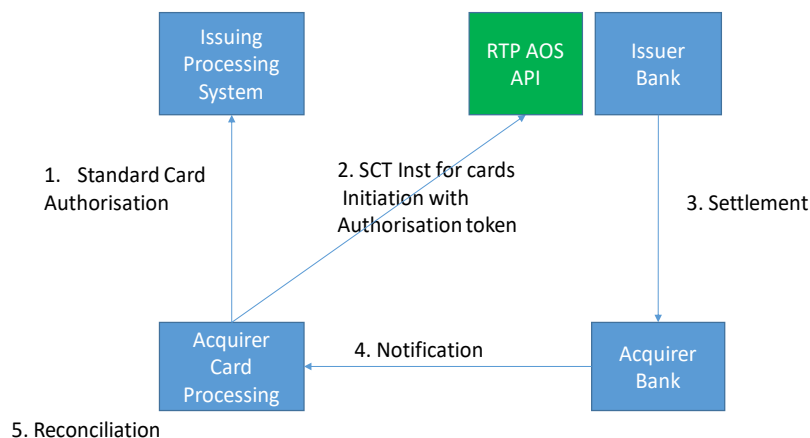 Issuing
Processing
System
RTP AOS
API
Issuer
Bank
1. Standard Card
Authorisation
2. SCT Inst for cards
Initiation with
Authorisation token
3. Settlement
Acquirer
Card
Processing
4. Notification
Acquirer
Bank
5. Reconciliation